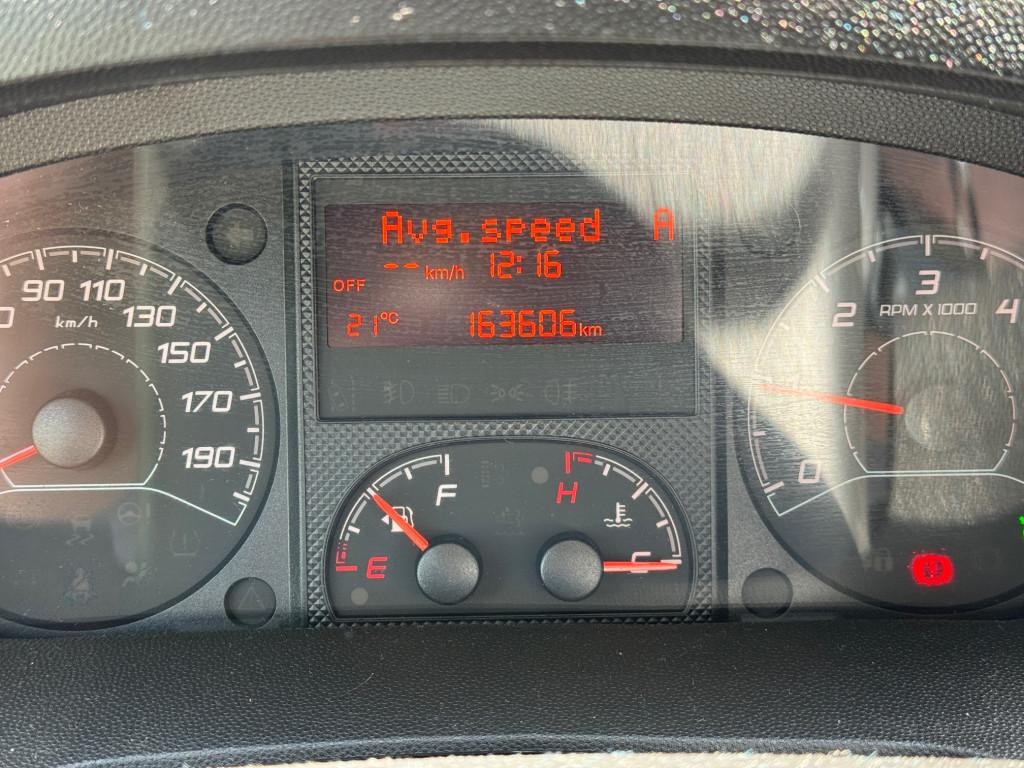 Avg.speed A
--km/h 12:16
OFF
21°C 163606km
90 110
km/h 130
150
170
190
3
2 RPM X 1000 4
0
F H
E C